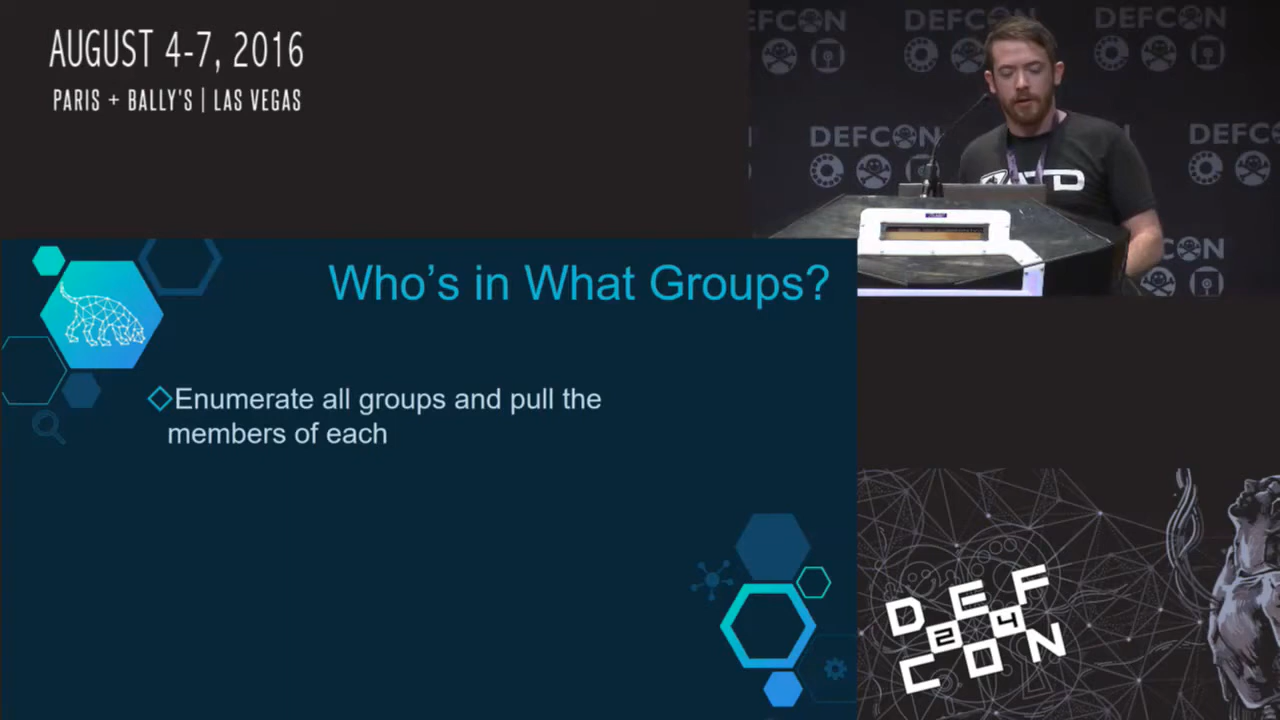 AUGUST 4-7, 2016
PARIS + BALLY'S | LAS VEGAS
DEFCON
DEFCON
DEFCON
DEFCON
Who's in What Groups?
Enumerate all groups and pull the
members of each
DEF
24
CON